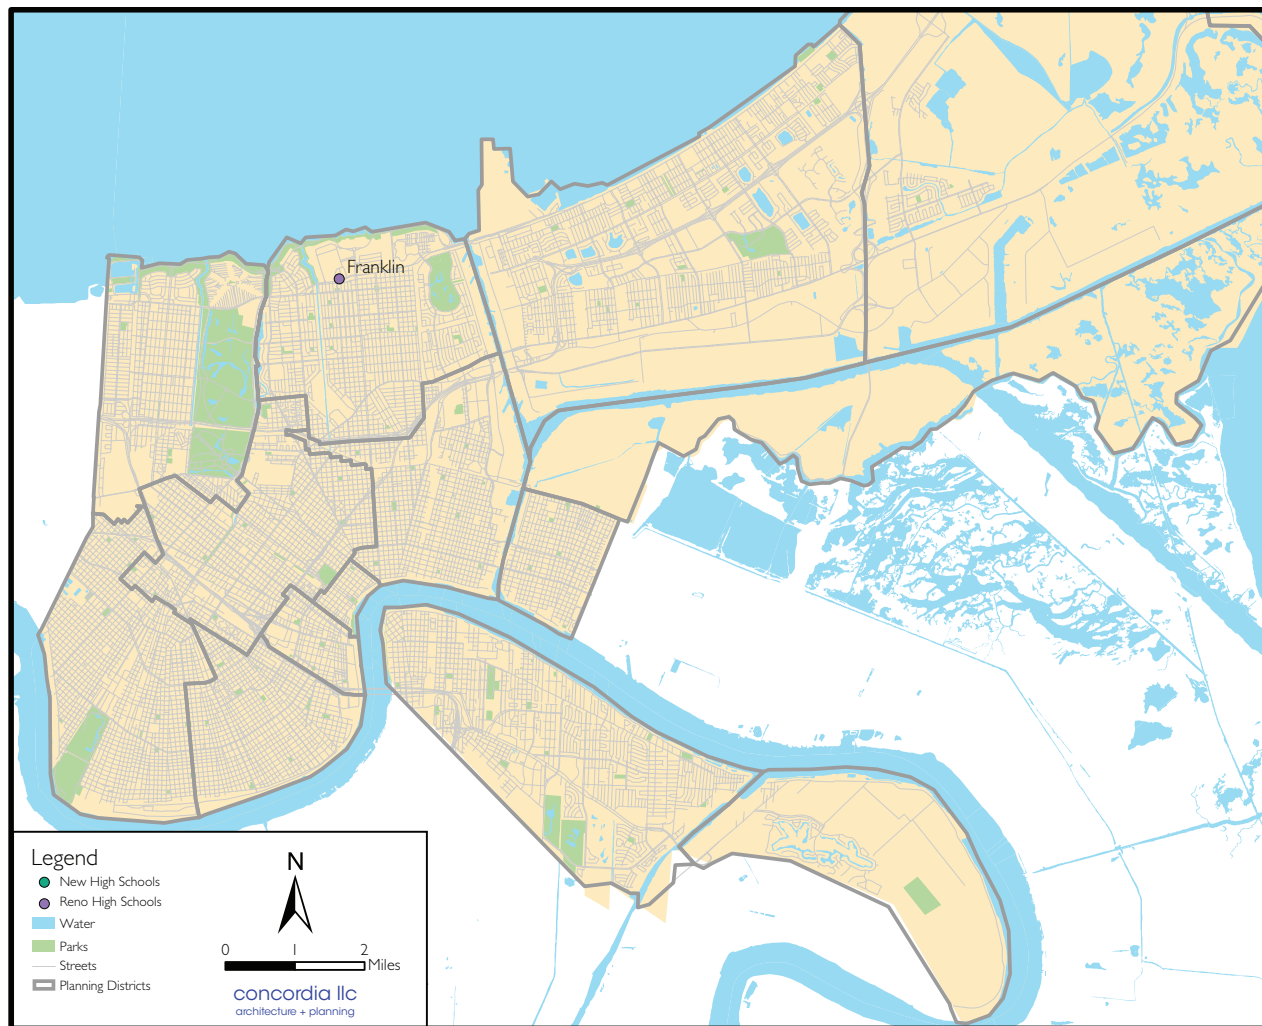 Franklin
Legend
New High Schools
Reno High Schools
Water
Parks
Streets
Planning Districts
N
0 1 2
Miles
concordia llc
architecture + planning